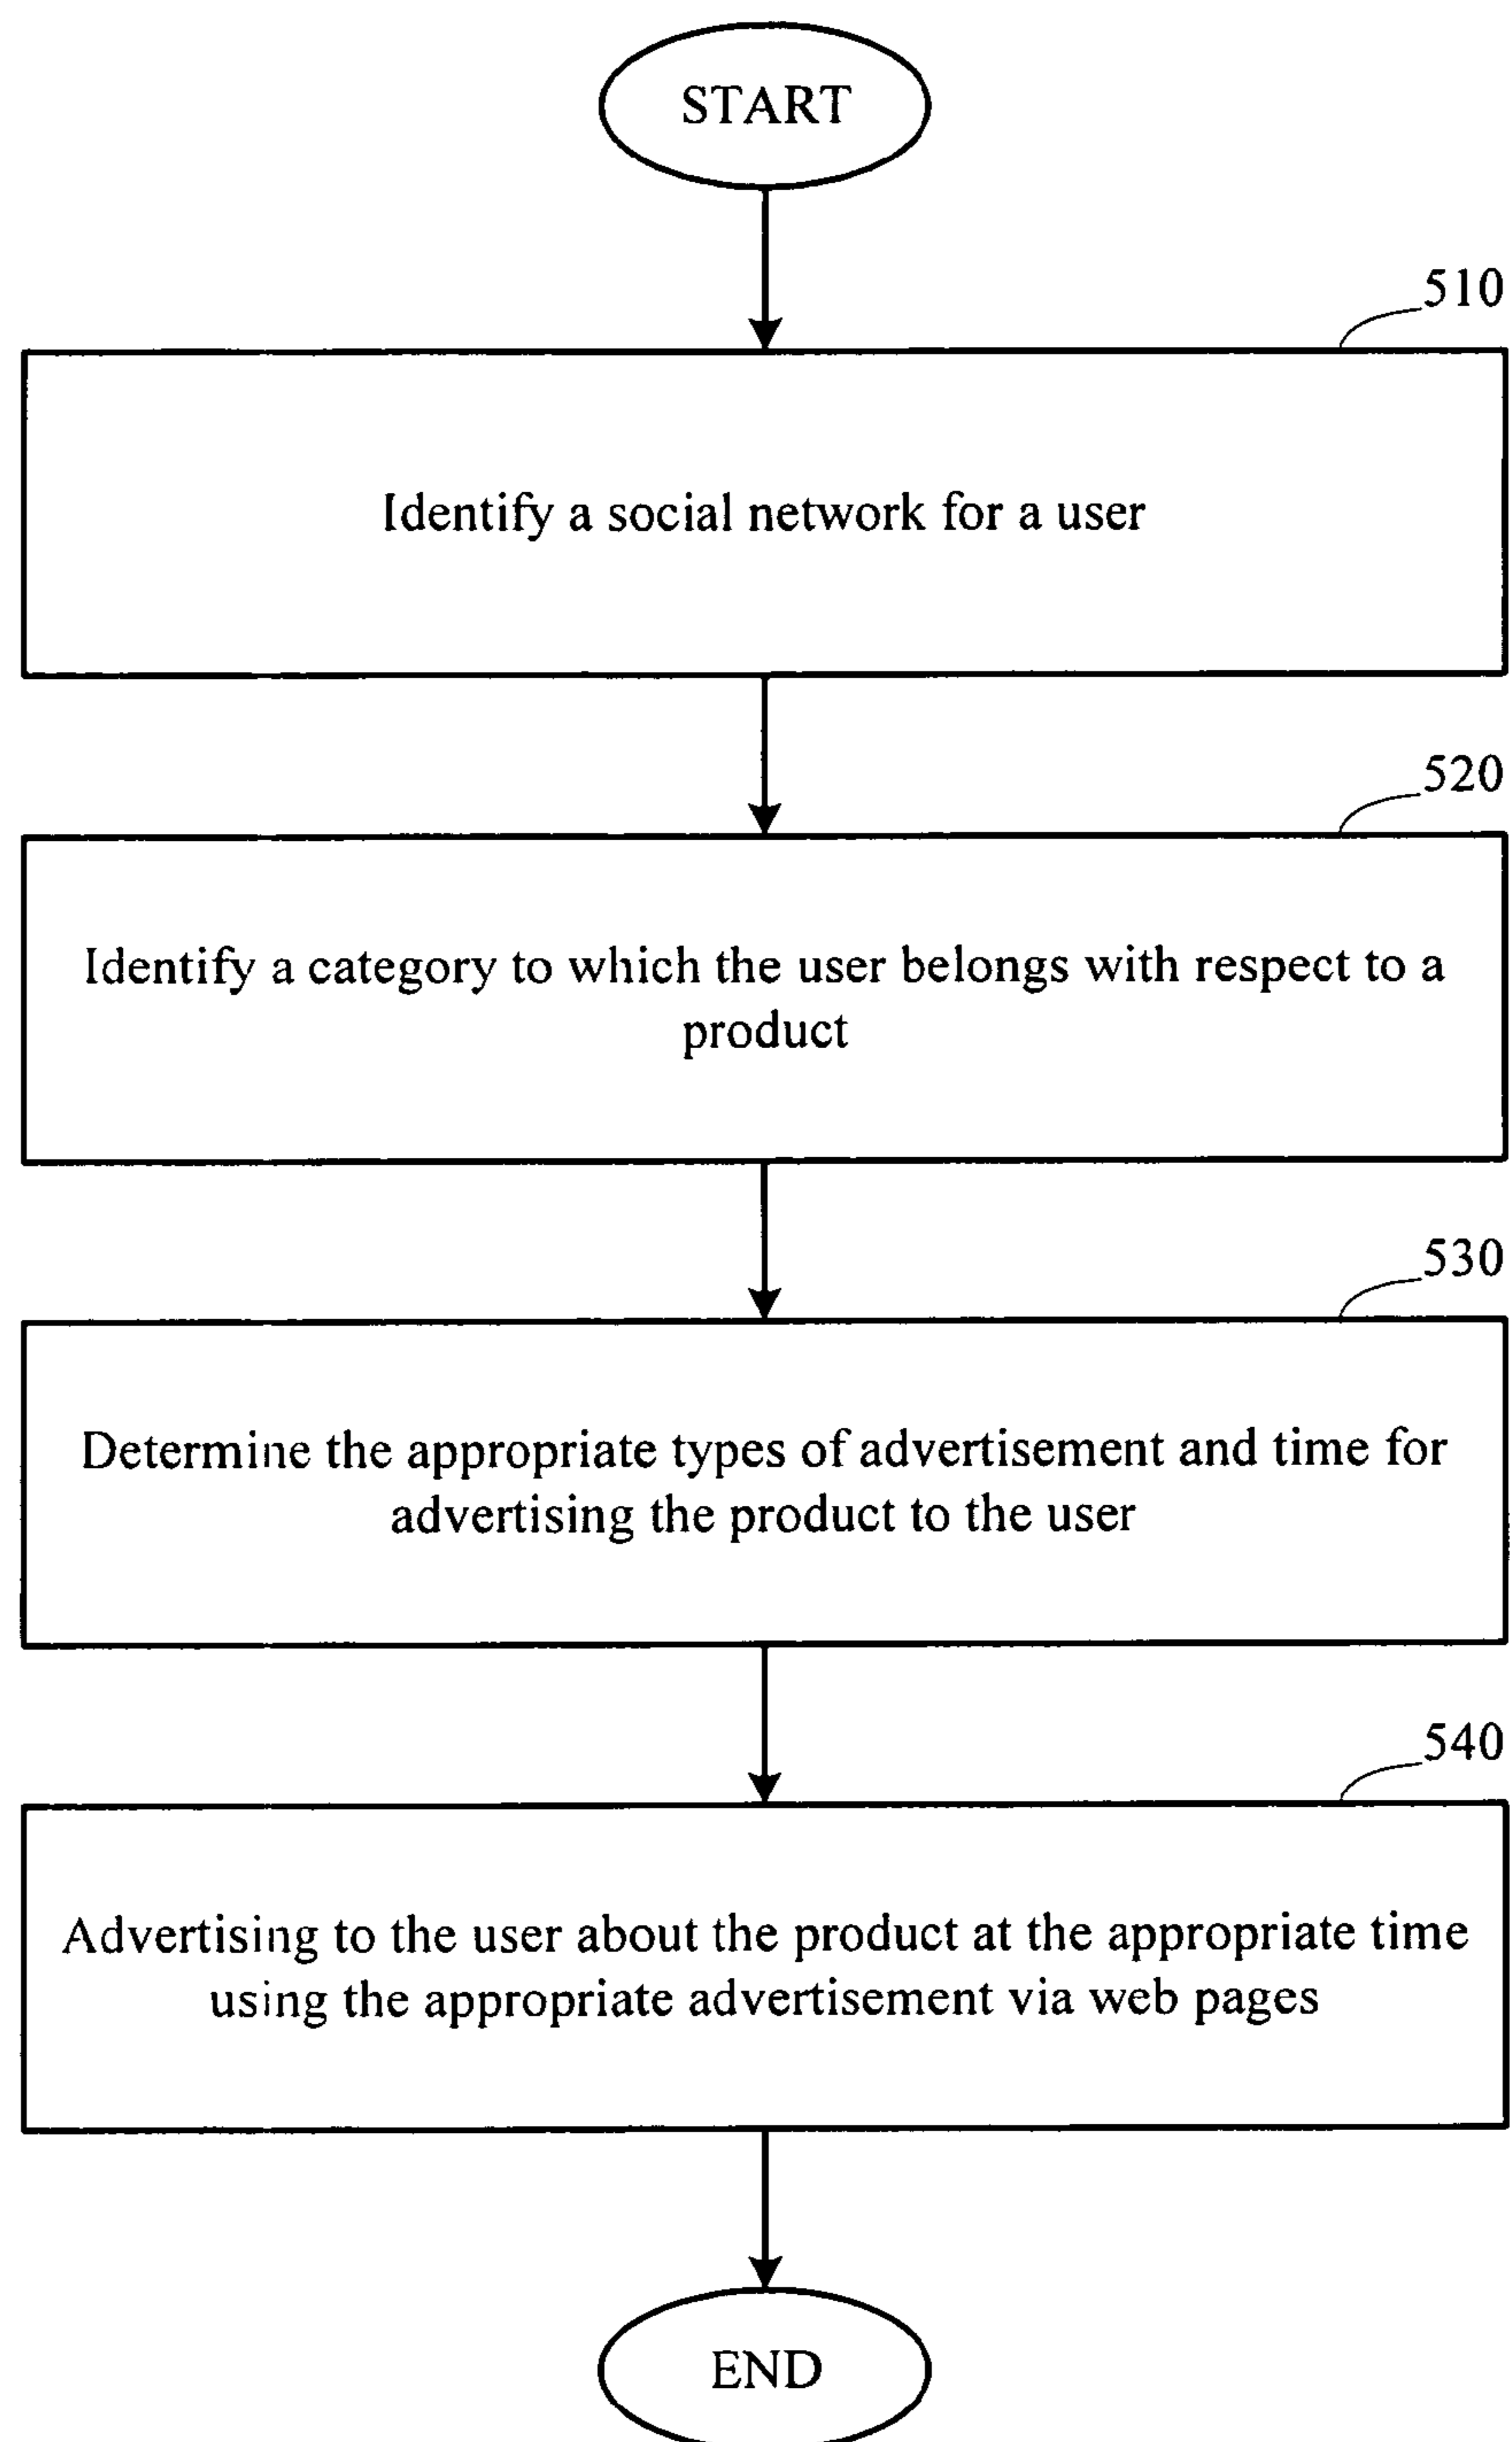 START
510
Identify a social network for a user
520
Identify a category to which the user belongs with respect to a
product
530
Determine the appropriate types of advertisement and time for
advertising the product to the user
540
Advertising to the user about the product at the appropriate time
using the appropriate advertisement via web pages
END